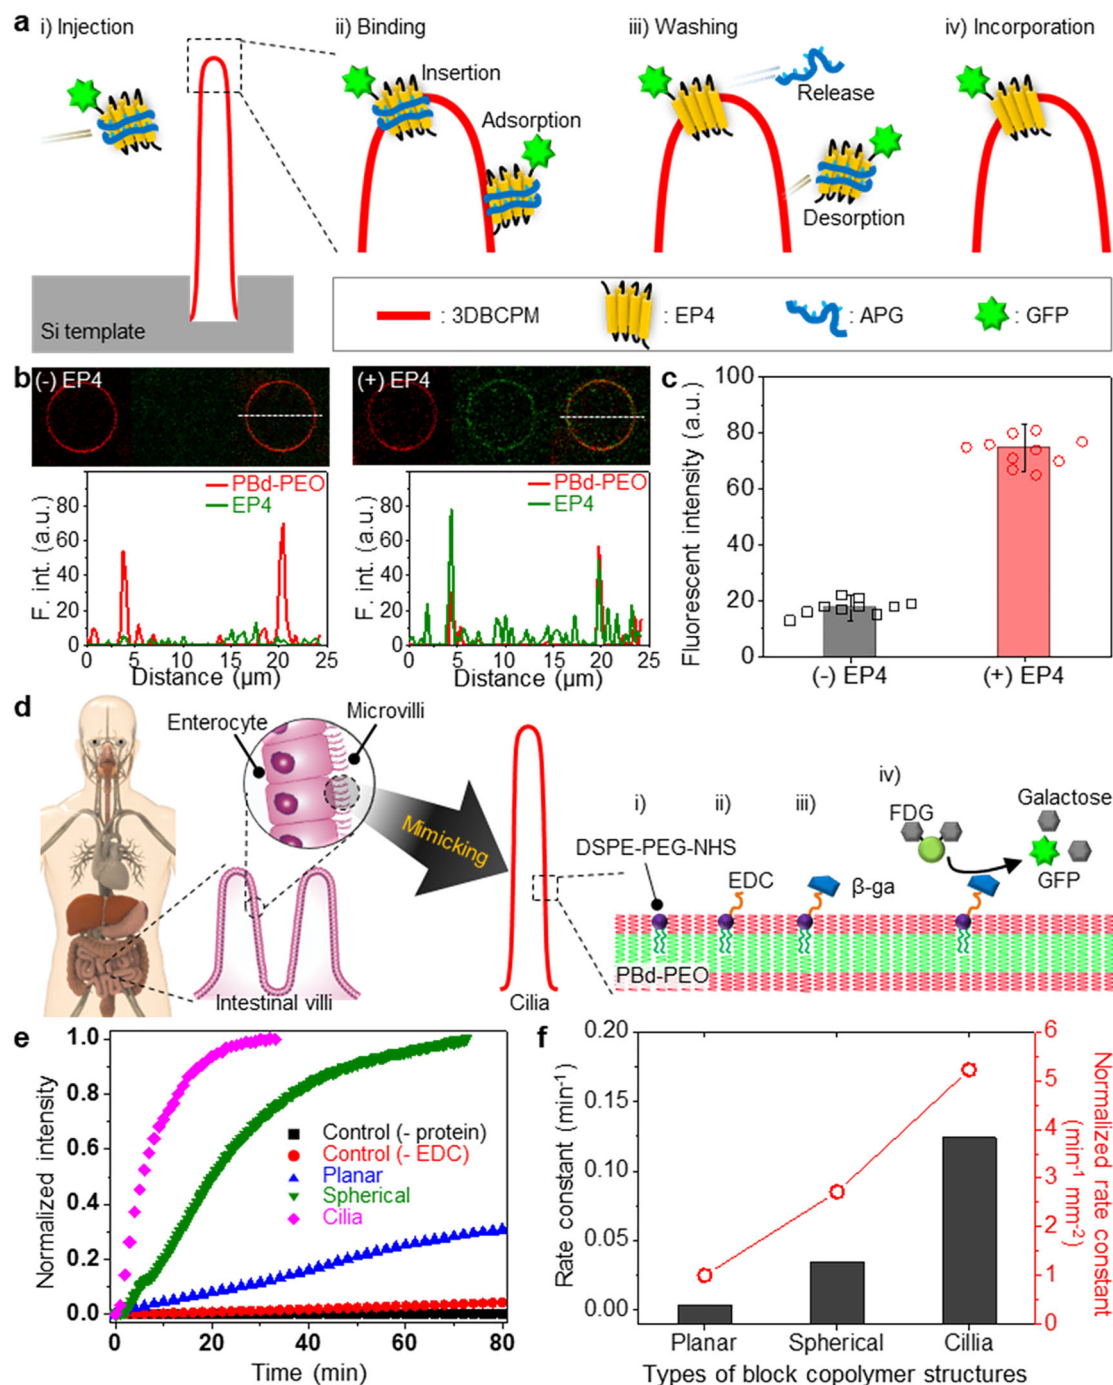 a
i) Injection
ii) Binding
iii) Washing
iv) Incorporation
Insertion
Adsorption
Release
Desorption
Si template
: 3DBCPM
: EP4
: APG
: GFP
b
(-) EP4
(+) EP4
F. int. (a.u.)
80
60
40
20
0
PBd-PEO
EP4
0 5 10 15 20 25
Distance (μm)
F. int. (a.u.)
80
60
40
20
0
PBd-PEO
EP4
0 5 10 15 20 25
Distance (μm)
c
Fluorescent intensity (a.u.)
100
80
60
40
20
0
(-) EP4
(+) EP4
d
Enterocyte
Microvilli
Mimicking
Intestinal villi
Cilia
i)
ii)
iii)
iv)
DSPE-PEG-NHS
EDC
β-ga
FDG
Galactose
GFP
PBd-PEO
e
Normalized intensity
1.0
0.8
0.6
0.4
0.2
0.0
Control (- protein)
Control (- EDC)
Planar
Spherical
Cilia
0 20 40 60 80
Time (min)
f
Rate constant (min⁻¹)
0.20
0.15
0.10
0.05
0.00
6
5
4
3
2
1
0
Normalized rate constant
(min⁻¹ mm⁻²)
Planar Spherical Cillia
Types of block copolymer structures